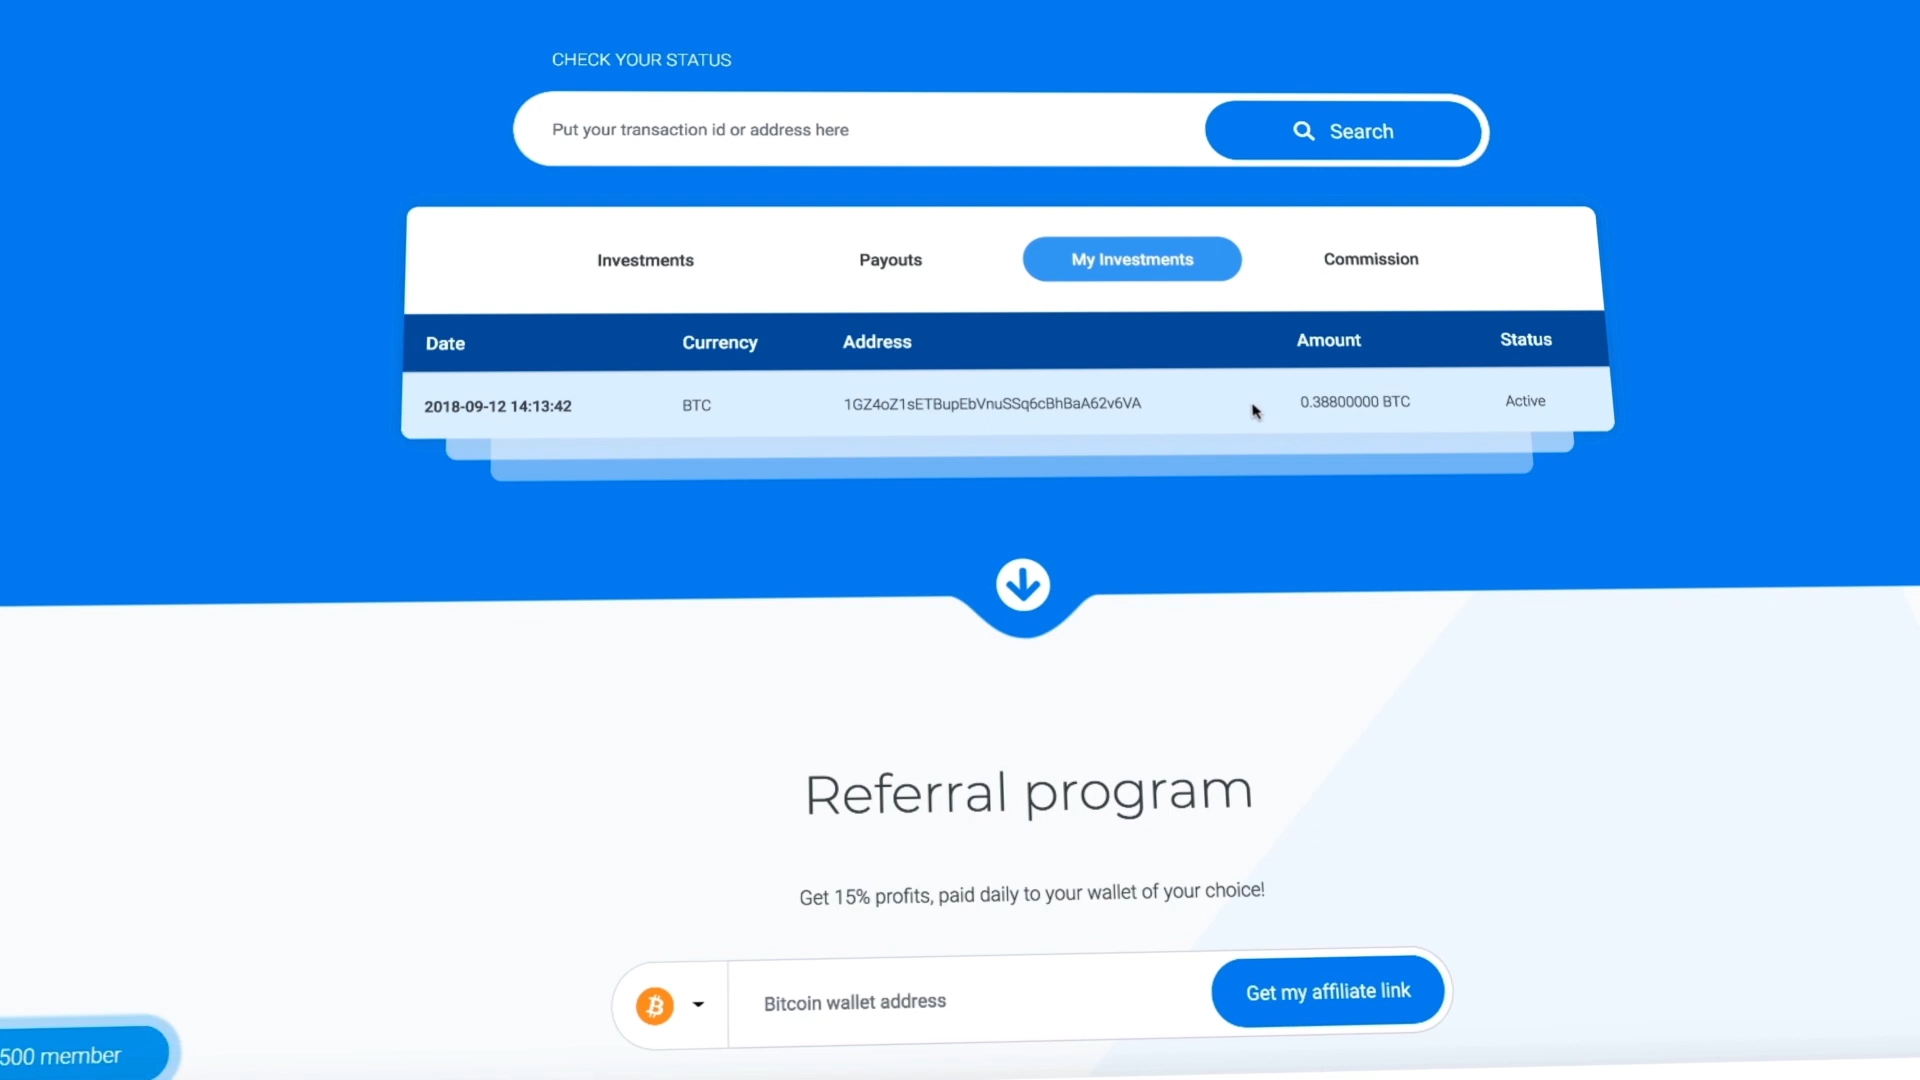 CHECK YOUR STATUS
Put your transaction id or address here
Search
Investments Payouts My Investments Commission
Date Currency Address Amount Status
2018-09-12 14:13:42 BTC 1GZ4oZ1sETBupEbVnuSSq6cBhBaA62v6VA 0.38800000 BTC Active
Referral program
Get 15% profits, paid daily to your wallet of your choice!
Bitcoin wallet address
Get my affiliate link
500 member